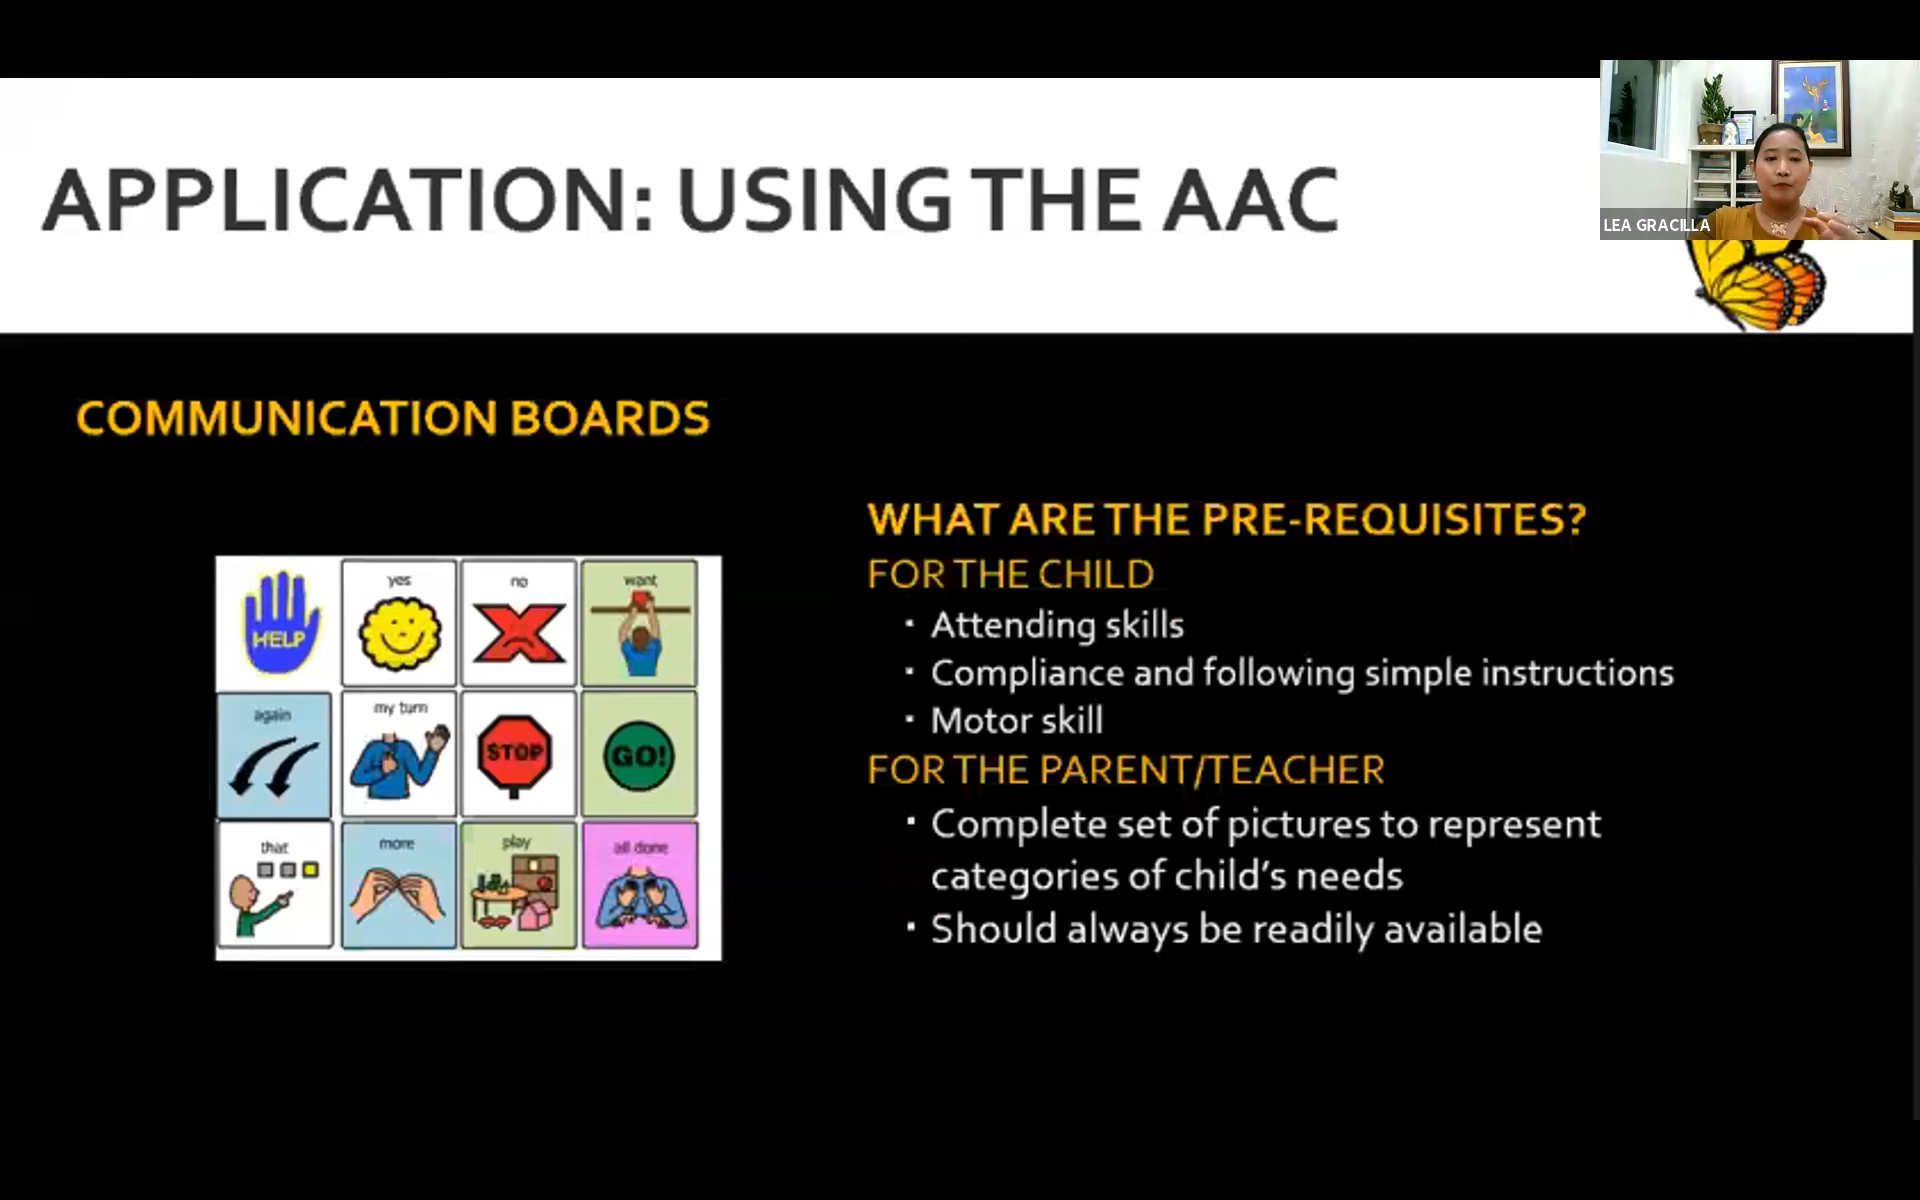 APPLICATION: USING THE AAC
LEA GRACILLA
COMMUNICATION BOARDS
HELP
yes
no
want
again
my turn
STOP
GO!
that
more
play
all done
WHAT ARE THE PRE-REQUISITES?
FOR THE CHILD
▪ Attending skills
▪ Compliance and following simple instructions
▪ Motor skill
FOR THE PARENT/TEACHER
▪ Complete set of pictures to represent
categories of child's needs
▪ Should always be readily available